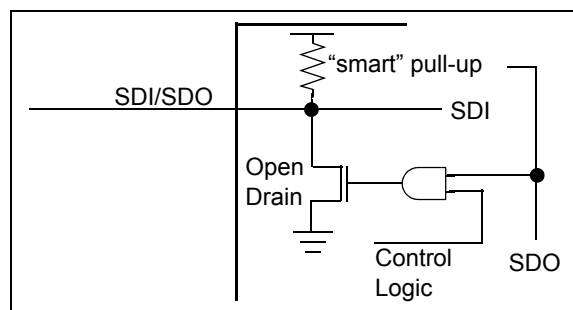 “smart” pull-up
SDI/SDO
SDI
Open
Drain
Control
Logic
SDO